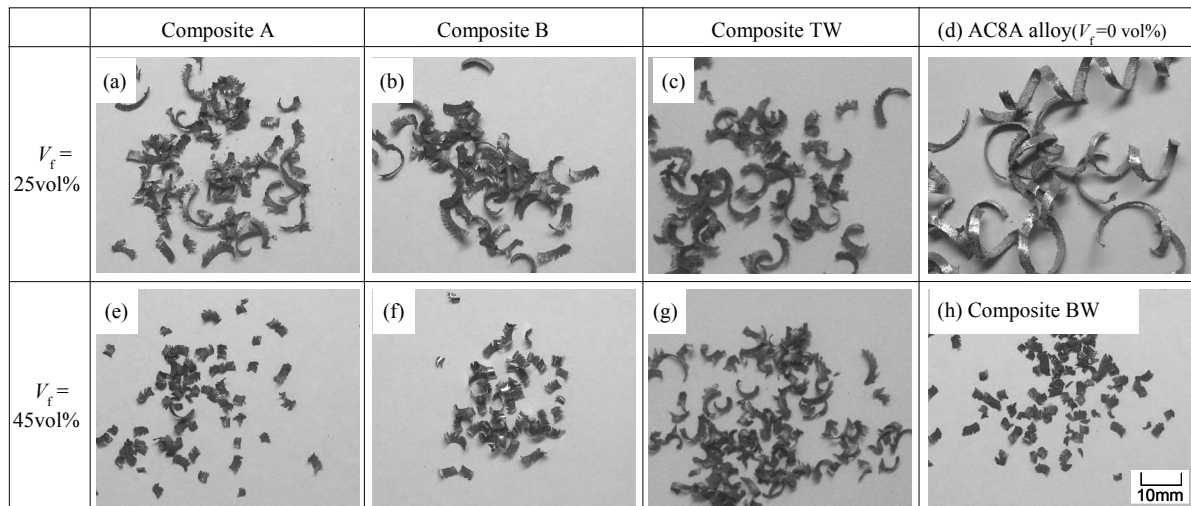 Composite A
Composite B
Composite TW
(d) AC8A alloy(Vf=0 vol%)
Vf =
25vol%
(a)
(b)
(c)
Vf =
45vol%
(e)
(f)
(g)
(h) Composite BW
10mm